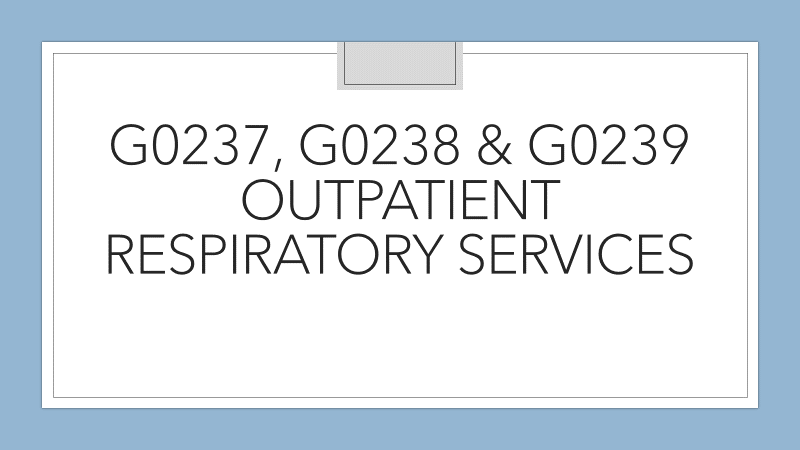 G0237, G0238 & G0239
OUTPATIENT
RESPIRATORY SERVICES